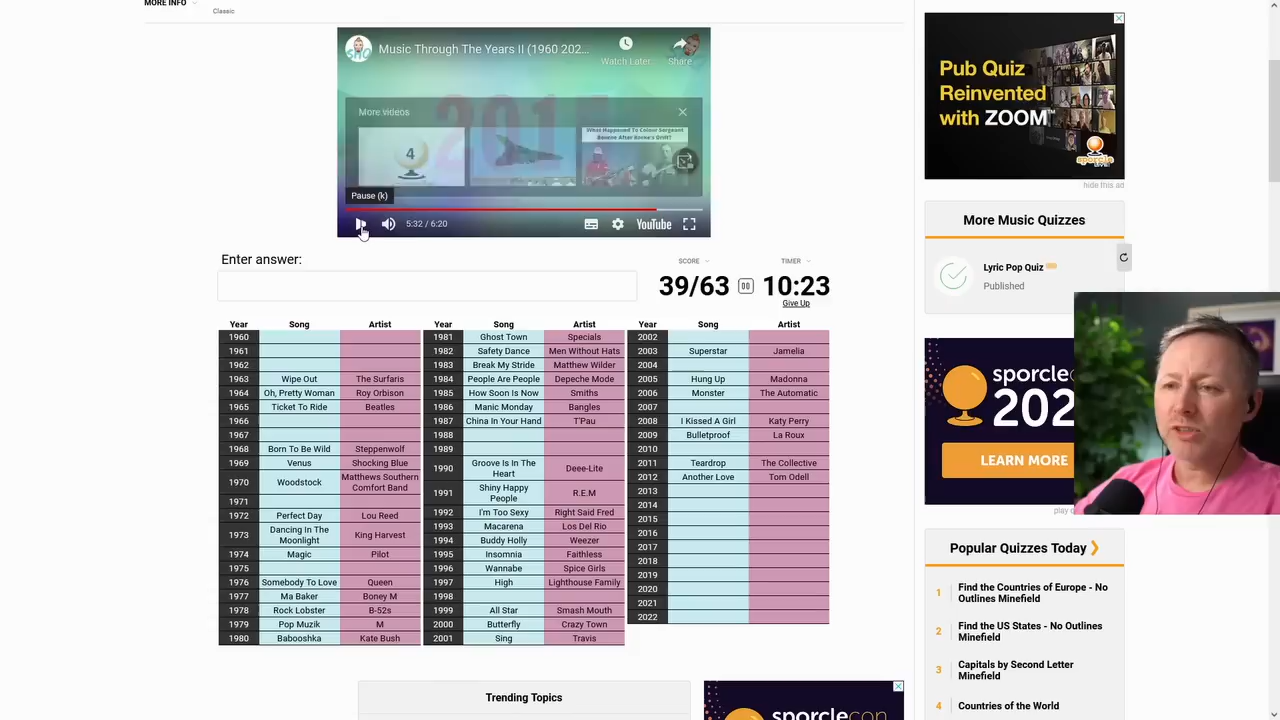 MORE INFO
Classic
Music Through The Years II (1960 202...
Watch Later
Share
More videos
4
What Happened To Colour Sergeant
Pause (k)
5:32 / 6:20
YouTube
Enter answer:
SCORE
TIMER
39/63
10:23
Give Up
Year Song Artist
1960
1961
1962
1963 Wipe Out The Surfaris
1964 Oh, Pretty Woman Roy Orbison
1965 Ticket To Ride Beatles
1966
1967
1968 Born To Be Wild Steppenwolf
1969 Venus Shocking Blue
1970 Woodstock Matthews Southern
Comfort Band
1971
1972 Perfect Day Lou Reed
1973 Dancing In The
Moonlight King Harvest
1974 Magic Pilot
1975
1976 Somebody To Love Queen
1977 Ma Baker Boney M
1978 Rock Lobster B-52s
1979 Pop Muzik M
1980 Babooshka Kate Bush
Year Song Artist
1981 Ghost Town Specials
1982 Safety Dance Men Without Hats
1983 Break My Stride Matthew Wilder
1984 People Are People Depeche Mode
1985 How Soon Is Now Smiths
1986 Manic Monday Bangles
1987 China In Your Hand T'Pau
1988
1989
1990 Groove Is In The
Heart Deee-Lite
1991 Shiny Happy
People R.E.M
1992 I'm Too Sexy Right Said Fred
1993 Macarena Los Del Rio
1994 Buddy Holly Weezer
1995 Insomnia Faithless
1996 Wannabe Spice Girls
1997 High Lighthouse Family
1998
1999 All Star Smash Mouth
2000 Butterfly Crazy Town
2001 Sing Travis
Year Song Artist
2002
2003 Superstar Jamelia
2004
2005 Hung Up Madonna
2006 Monster The Automatic
2007
2008 I Kissed A Girl Katy Perry
2009 Bulletproof La Roux
2010
2011 Teardrop The Collective
2012 Another Love Tom Odell
2013
2014
2015
2016
2017
2018
2019
2020
2021
2022
Trending Topics
sporclecon
Pub Quiz
Reinvented
with ZOOM™
sporcle
LIVE!
hide this ad
More Music Quizzes
Lyric Pop Quiz
Published
sporclec
202
LEARN MORE
play
Popular Quizzes Today
1 Find the Countries of Europe - No
Outlines Minefield
2 Find the US States - No Outlines
Minefield
3 Capitals by Second Letter
Minefield
4 Countries of the World